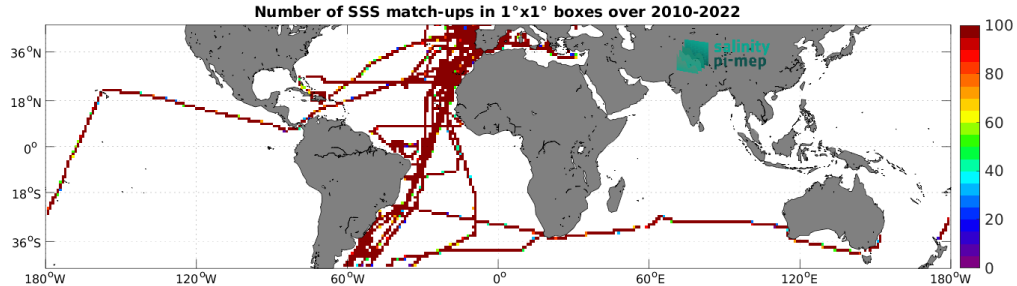 Number of SSS match-ups in 1°x1° boxes over 2010-2022
36°N
18°N
0°
18°S
36°S
180°W
120°W
60°W
0°
60°E
120°E
180°W
100
80
60
40
20
0
salinity
pi-mep